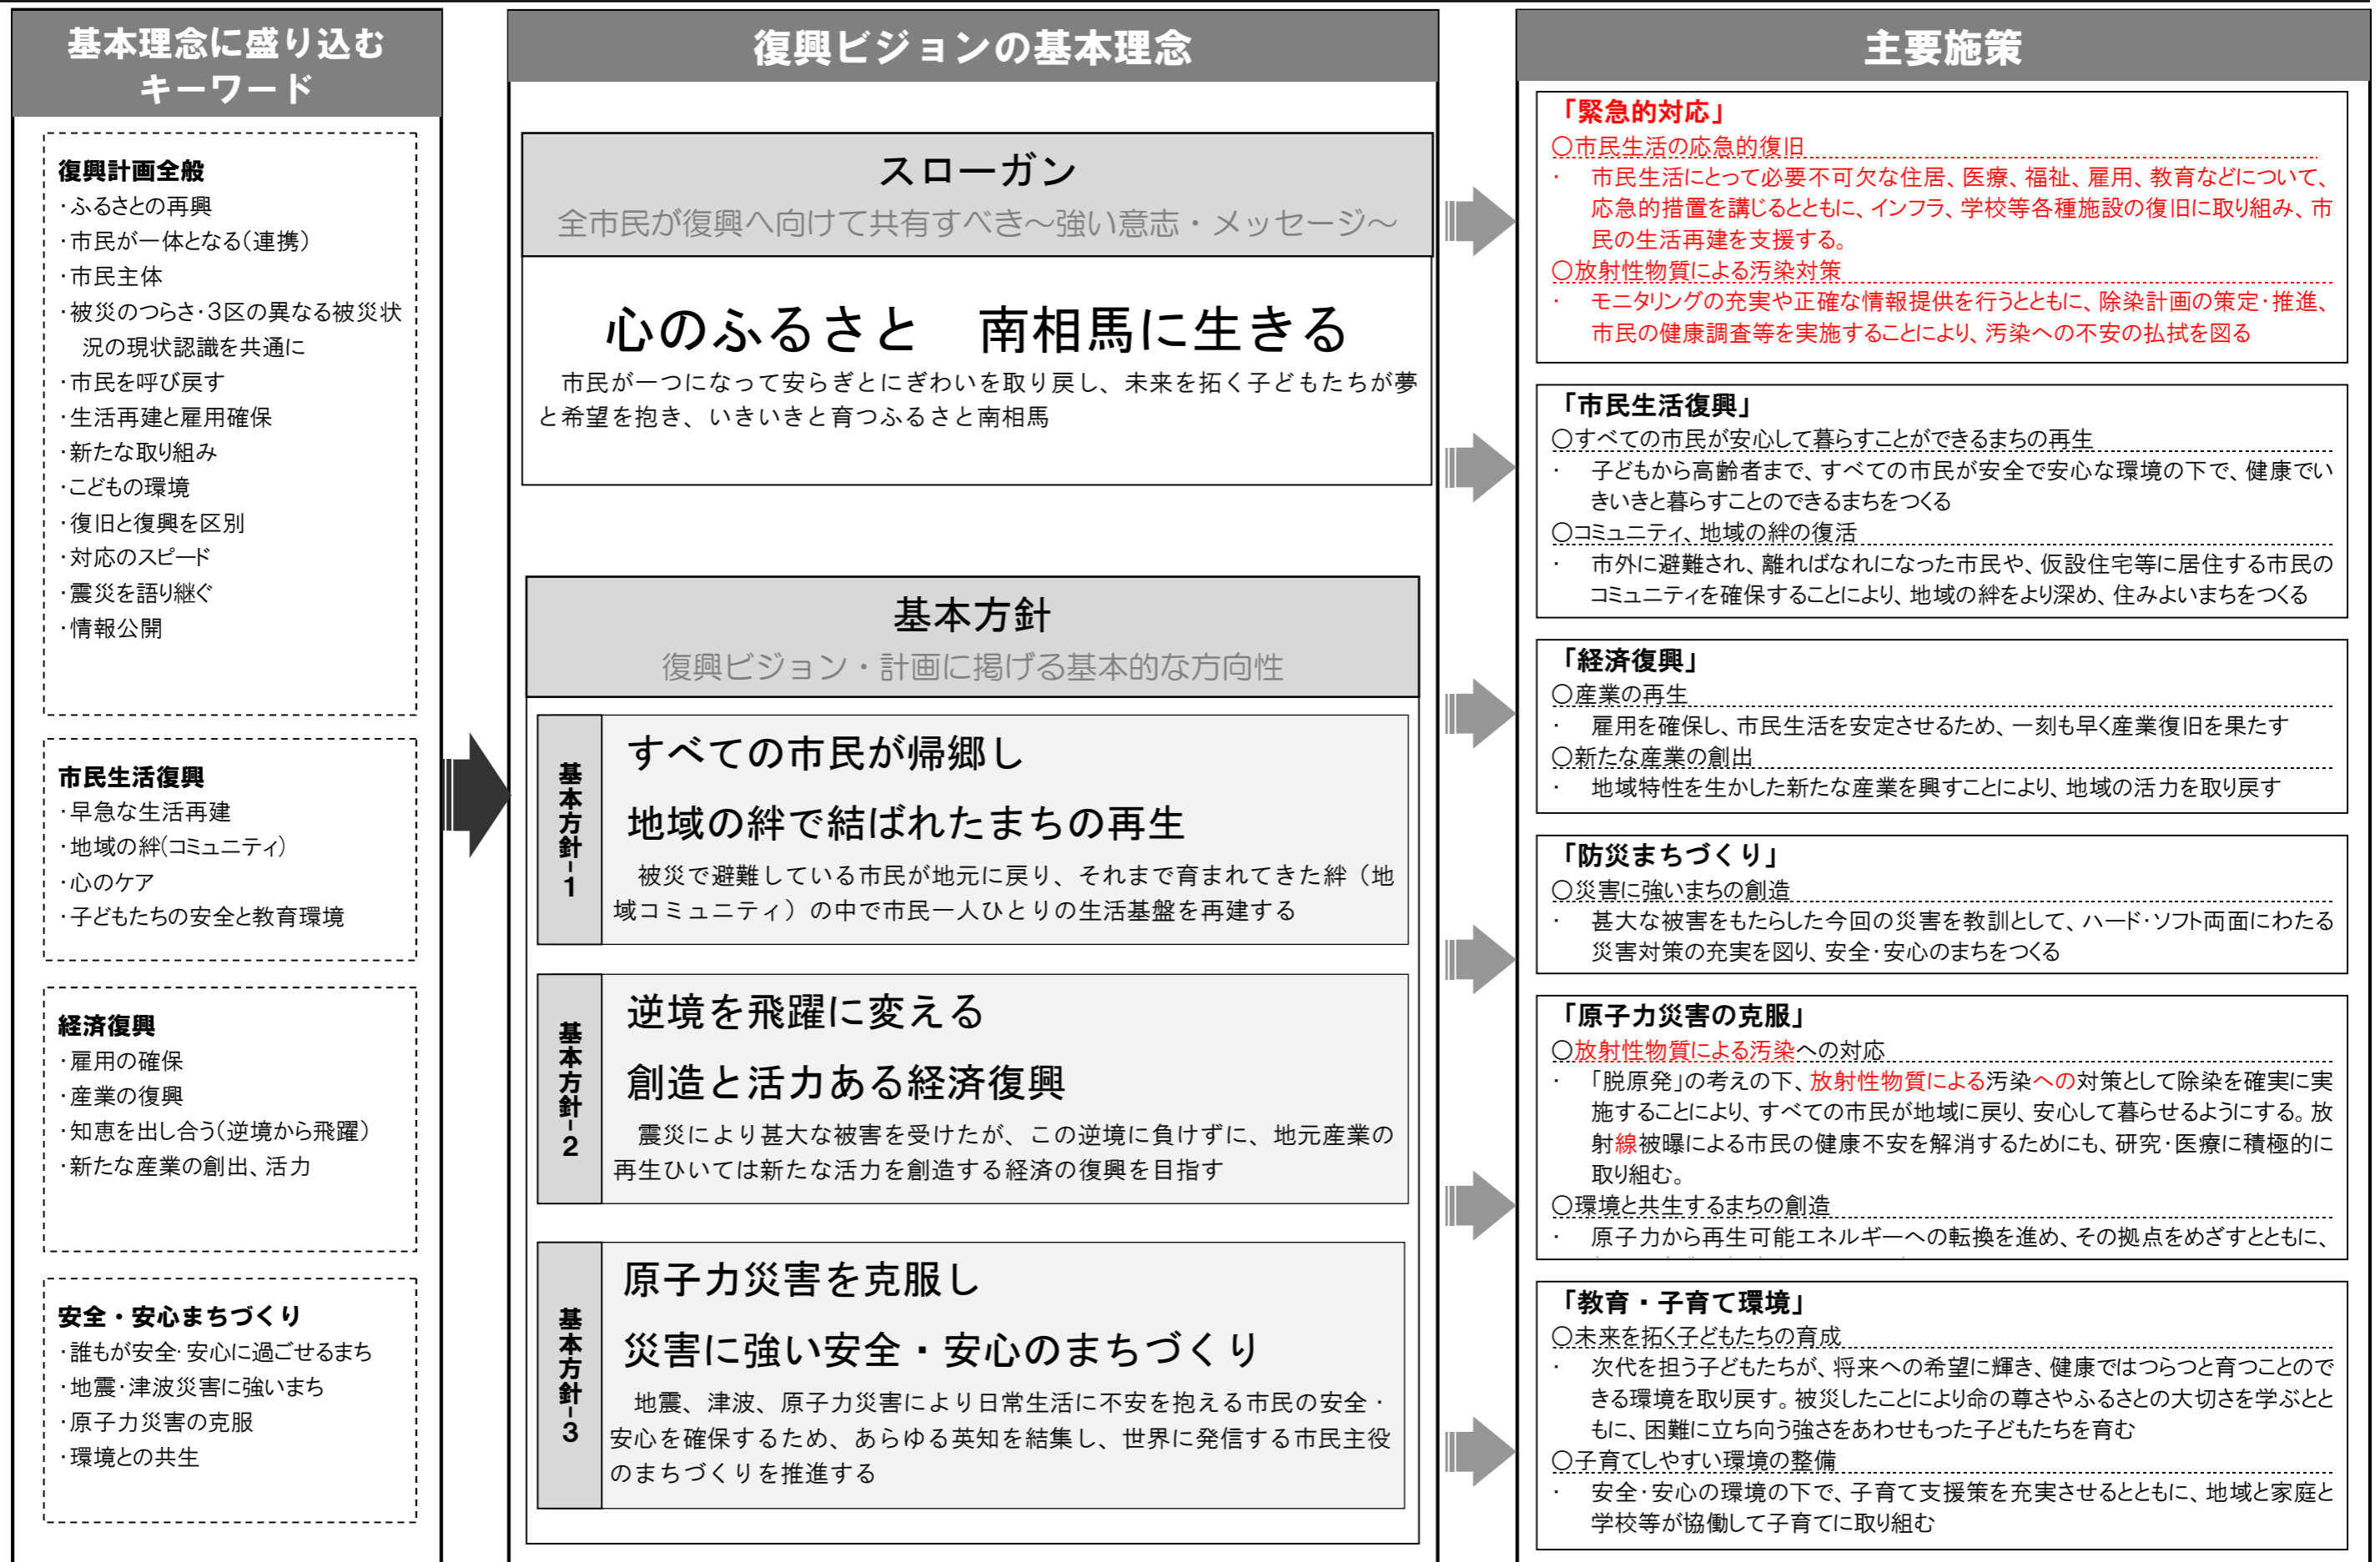 基本理念に盛り込む
キーワード
復興計画全般
・ふるさとの再興
・市民が一体となる(連携)
・市民主体
・被災のつらさ・3区の異なる被災状
況の現状認識を共通に
・市民を呼び戻す
・生活再建と雇用確保
・新たな取り組み
・こどもの環境
・復旧と復興を区別
・対応のスピード
・震災を語り継ぐ
・情報公開
市民生活復興
・早急な生活再建
・地域の絆(コミュニティ)
・心のケア
・子どもたちの安全と教育環境
経済復興
・雇用の確保
・産業の復興
・知恵を出し合う(逆境から飛躍)
・新たな産業の創出、活力
安全・安心まちづくり
・誰もが安全・安心に過ごせるまち
・地震・津波災害に強いまち
・原子力災害の克服
・環境との共生
復興ビジョンの基本理念
スローガン
全市民が復興へ向けて共有すべき～強い意志・メッセージ～
心のふるさと　南相馬に生きる
市民が一つになって安らぎとにぎわいを取り戻し、未来を拓く子どもたちが夢
と希望を抱き、いきいきと育つふるさと南相馬
基本方針
復興ビジョン・計画に掲げる基本的な方向性
基本方針-1
すべての市民が帰郷し
地域の絆で結ばれたまちの再生
被災で避難している市民が地元に戻り、それまで育まれてきた絆（地
域コミュニティ）の中で市民一人ひとりの生活基盤を再建する
基本方針-2
逆境を飛躍に変える
創造と活力ある経済復興
震災により甚大な被害を受けたが、この逆境に負けずに、地元産業の
再生ひいては新たな活力を創造する経済の復興を目指す
基本方針-3
原子力災害を克服し
災害に強い安全・安心のまちづくり
地震、津波、原子力災害により日常生活に不安を抱える市民の安全・
安心を確保するため、あらゆる英知を結集し、世界に発信する市民主役
のまちづくりを推進する
主要施策
「緊急的対応」
○市民生活の応急的復旧
・ 市民生活にとって必要不可欠な住居、医療、福祉、雇用、教育などについて、
応急的措置を講じるとともに、インフラ、学校等各種施設の復旧に取り組み、市
民の生活再建を支援する。
○放射性物質による汚染対策
・ モニタリングの充実や正確な情報提供を行うとともに、除染計画の策定・推進、
市民の健康調査等を実施することにより、汚染への不安の払拭を図る
「市民生活復興」
○すべての市民が安心して暮らすことができるまちの再生
・ 子どもから高齢者まで、すべての市民が安全で安心な環境の下で、健康でい
きいきと暮らすことのできるまちをつくる
○コミュニティ、地域の絆の復活
・ 市外に避難され、離ればなれになった市民や、仮設住宅等に居住する市民の
コミュニティを確保することにより、地域の絆をより深め、住みよいまちをつくる
「経済復興」
○産業の再生
・ 雇用を確保し、市民生活を安定させるため、一刻も早く産業復旧を果たす
○新たな産業の創出
・ 地域特性を生かした新たな産業を興すことにより、地域の活力を取り戻す
「防災まちづくり」
○災害に強いまちの創造
・ 甚大な被害をもたらした今回の災害を教訓として、ハード・ソフト両面にわたる
災害対策の充実を図り、安全・安心のまちをつくる
「原子力災害の克服」
○放射性物質による汚染への対応
・ 「脱原発」の考えの下、放射性物質による汚染への対策として除染を確実に実
施することにより、すべての市民が地域に戻り、安心して暮らせるようにする。放
射線被曝による市民の健康不安を解消するためにも、研究・医療に積極的に
取り組む。
○環境と共生するまちの創造
・ 原子力から再生可能エネルギーへの転換を進め、その拠点をめざすとともに、
「教育・子育て環境」
○未来を拓く子どもたちの育成
・ 次代を担う子どもたちが、将来への希望に輝き、健康ではつらつと育つことので
きる環境を取り戻す。被災したことにより命の尊さやふるさとの大切さを学ぶとと
もに、困難に立ち向う強さをあわせもった子どもたちを育む
○子育てしやすい環境の整備
・ 安全・安心の環境の下で、子育て支援策を充実させるとともに、地域と家庭と
学校等が協働して子育てに取り組む